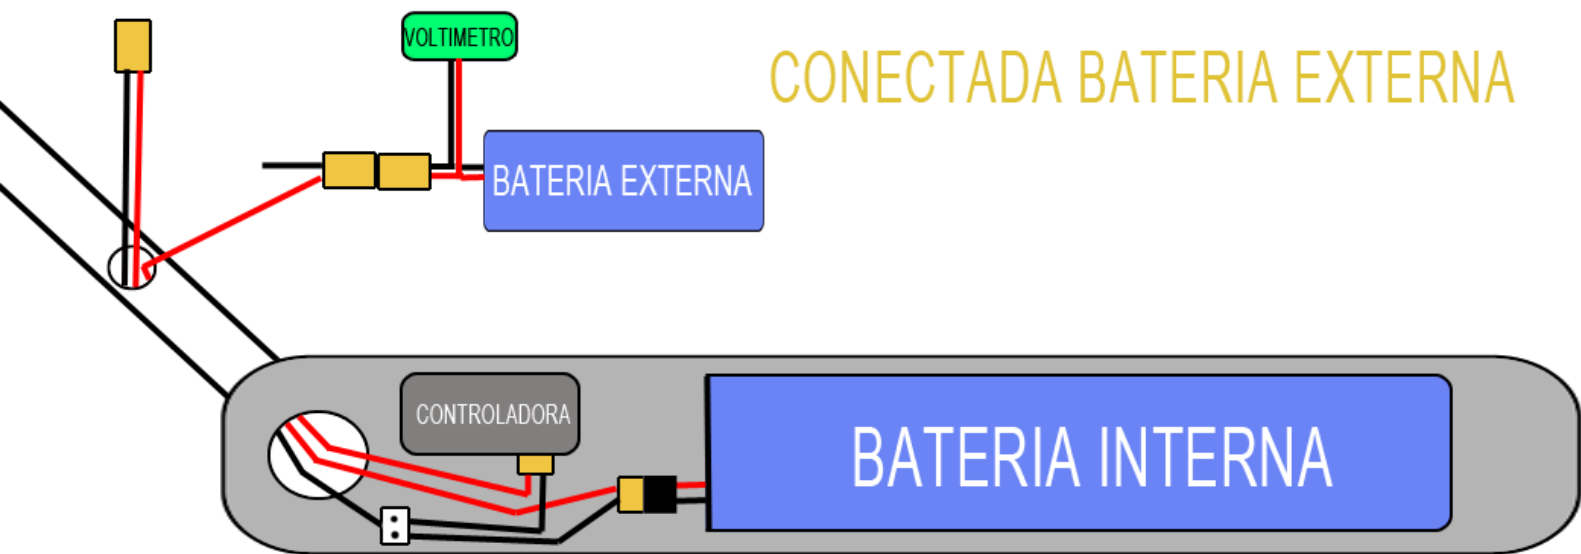 VOLTIMETRO
CONECTADA BATERIA EXTERNA
BATERIA EXTERNA
CONTROLADORA
BATERIA INTERNA